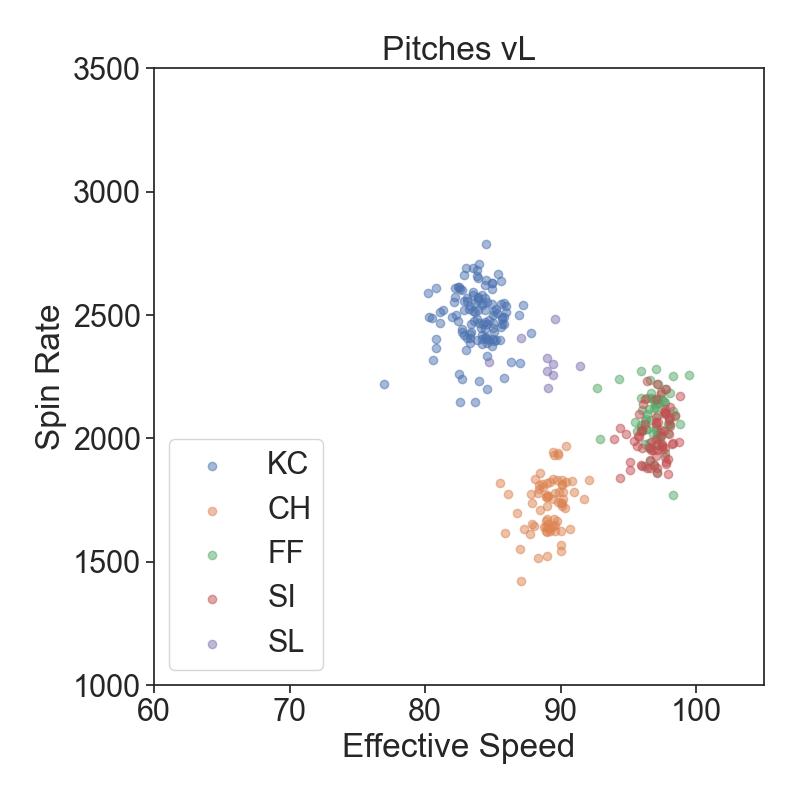 Pitches vL
3500
3000
2500
2000
1500
1000
Spin Rate
KC
CH
FF
SI
SL
60 70 80 90 100
Effective Speed